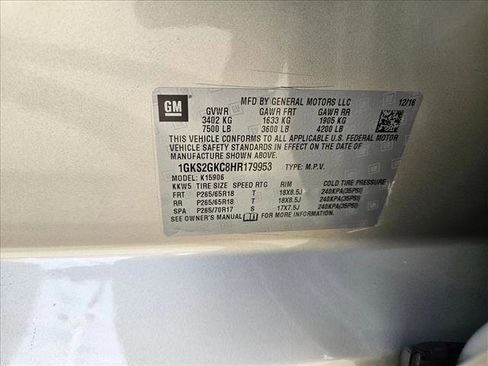 GM
MFD BY GENERAL MOTORS LLC 12/16
GVWR GAWR FRT GAWR RR
3402 KG 1633 KG 1905 KG
7500 LB 3600 LB 4200 LB
THIS VEHICLE CONFORMS TO ALL APPLICABLE U.S. FEDERAL MOTOR
VEHICLE SAFETY, BUMPER, AND THEFT PREVENTION STANDARDS
IN EFFECT ON THE DATE OF MANUFACTURE SHOWN ABOVE.
1GKS2GKC8HR179953 TYPE: M.P.V.
MODEL: K15906
KKW5 TIRE SIZE SPEED RTG RIM COLD TIRE PRESSURE
FRT P265/65R18 T 18X8.5J 240KPA(35PSI)
RR P265/65R18 T 18X8.5J 240KPA(35PSI)
SPA P265/70R17 S 17X7.5J 240KPA(35PSI)
SEE OWNER'S MANUAL